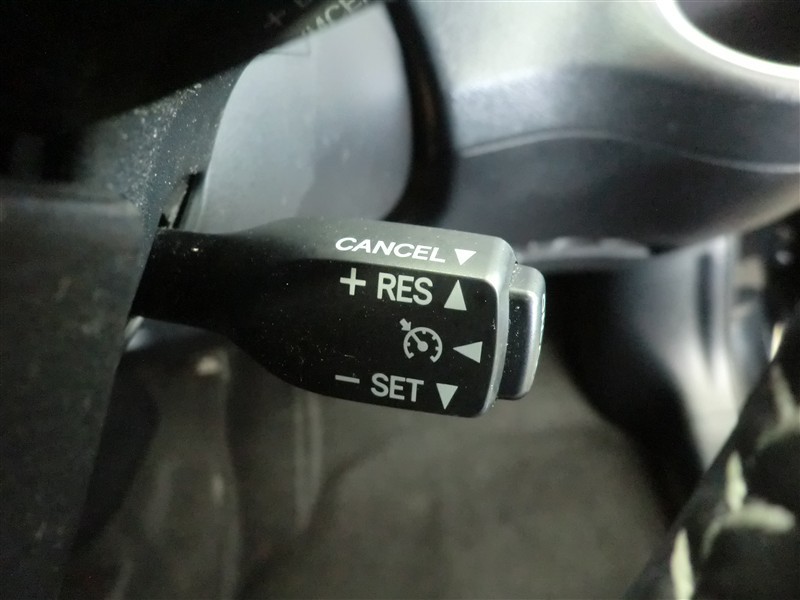 CANCEL ▼
+ RES ▲
◀
− SET ▼